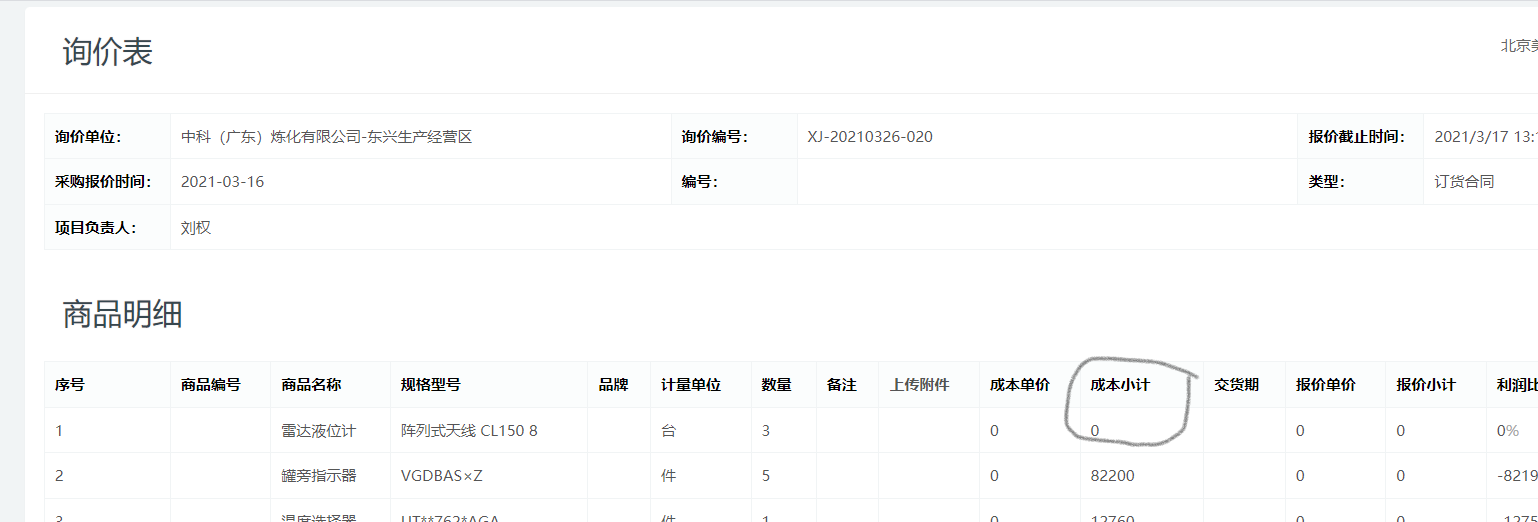 询价表
北京
询价单位： 中科（广东）炼化有限公司-东兴生产经营区 询价编号： XJ-20210326-020 报价截止时间： 2021/3/17 13:
采购报价时间： 2021-03-16 编号： 类型： 订货合同
项目负责人： 刘权
商品明细
序号 商品编号 商品名称 规格型号 品牌 计量单位 数量 备注 上传附件 成本单价 成本小计 交货期 报价单价 报价小计 利润比
1 雷达液位计 阵列式天线 CL150 8 台 3 0 0 0 0 0%
2 罐旁指示器 VGDBAS×Z 件 5 0 82200 0 0 -8219
3 温度选择器 UT**762*AGA 件 1 0 12760 0 0 -1275